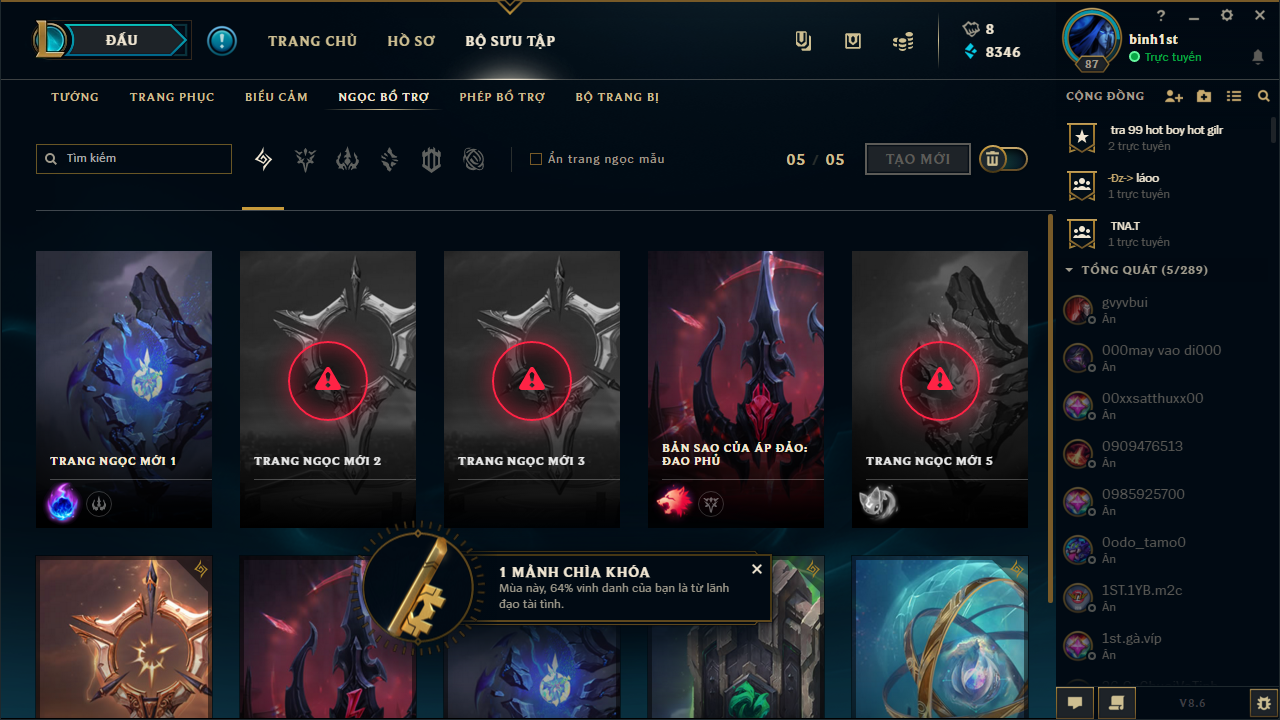 ĐẤU
TRANG CHỦ
HỒ SƠ
BỘ SƯU TẬP
8
8346
87
binh1st
Trực tuyến
TƯỚNG
TRANG PHỤC
BIỂU CẢM
NGỌC BỔ TRỢ
PHÉP BỔ TRỢ
BỘ TRANG BỊ
CỘNG ĐỒNG
Tìm kiếm
Ẩn trang ngọc mẫu
05 / 05
TẠO MỚI
tra 99 hot boy hot gilr
2 trực tuyến
-Đz-> láoo
1 trực tuyến
TNA.T
1 trực tuyến
TỔNG QUÁT (5/289)
gvyvbui
Ẩn
000may vao di000
Ẩn
00xxsatthuxx00
Ẩn
0909476513
Ẩn
0985925700
Ẩn
0odo_tamo0
Ẩn
1ST.1YB.m2c
Ẩn
1st.gà.víp
Ẩn
TRANG NGỌC MỚI 1
TRANG NGỌC MỚI 2
TRANG NGỌC MỚI 3
BẢN SAO CỦA ÁP ĐẢO:
ĐAO PHỦ
TRANG NGỌC MỚI 5
1 MẢNH CHÌA KHÓA
Mùa này, 64% vinh danh của bạn là từ lãnh
đạo tài tình.
V8.6